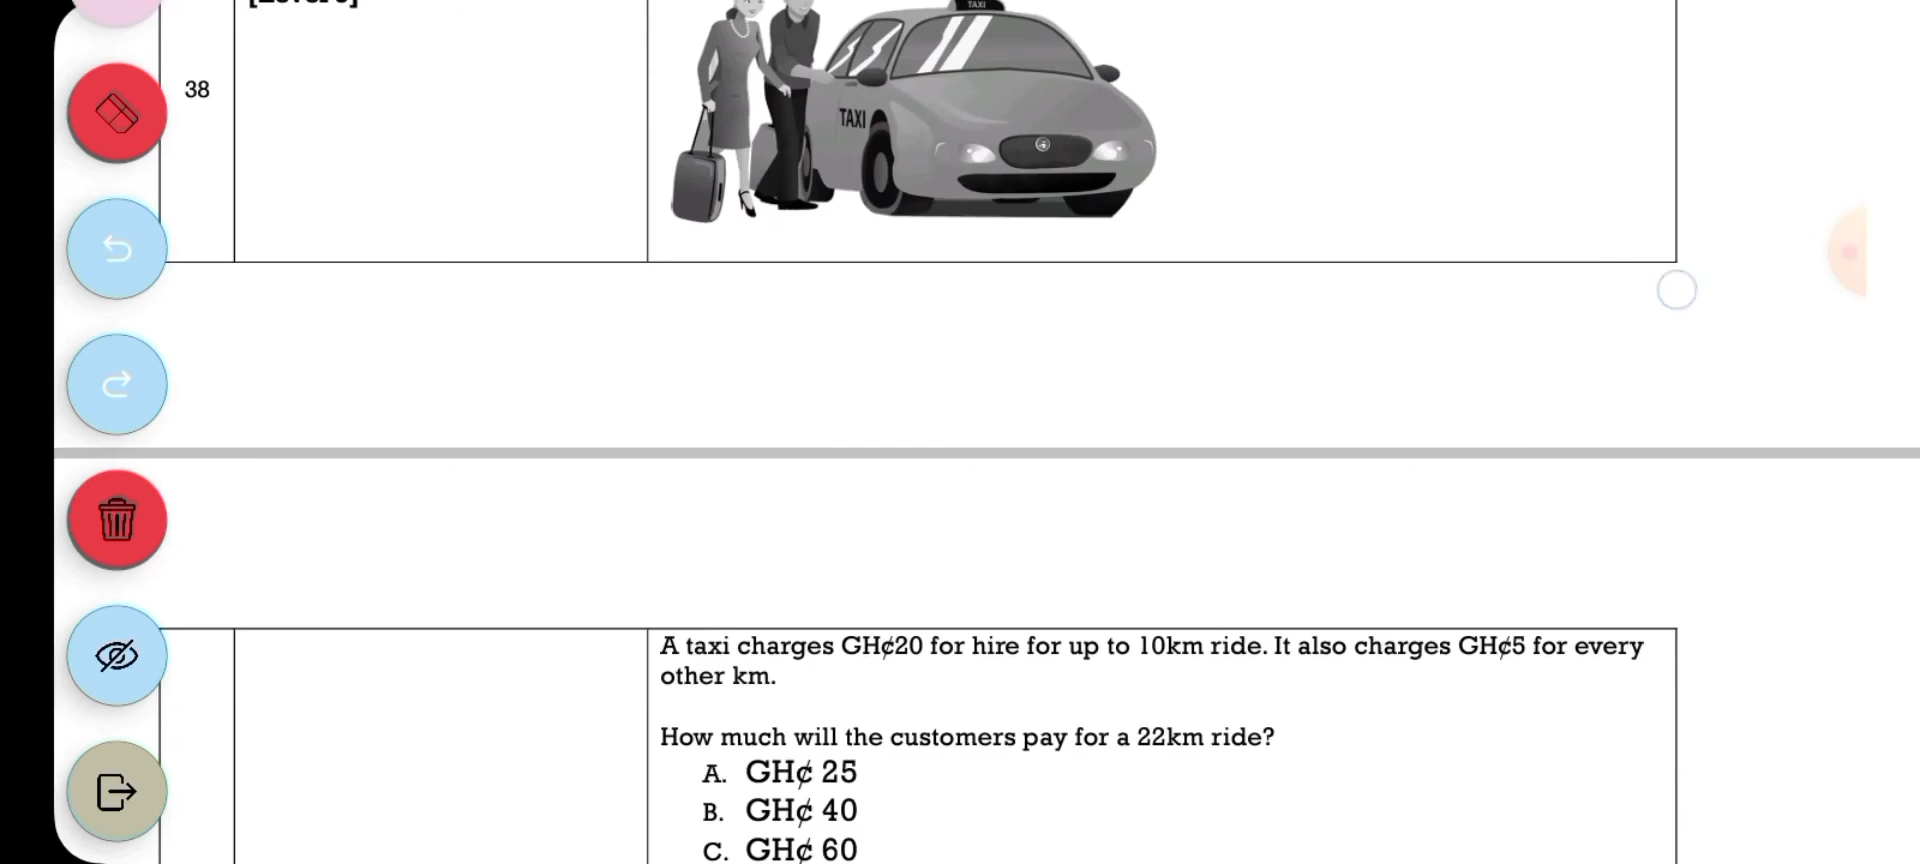 38
TAXI
TAXI
A taxi charges GH¢20 for hire for up to 10km ride. It also charges GH¢5 for every
other km.
How much will the customers pay for a 22km ride?
A. GH¢ 25
B. GH¢ 40
C. GH¢ 60